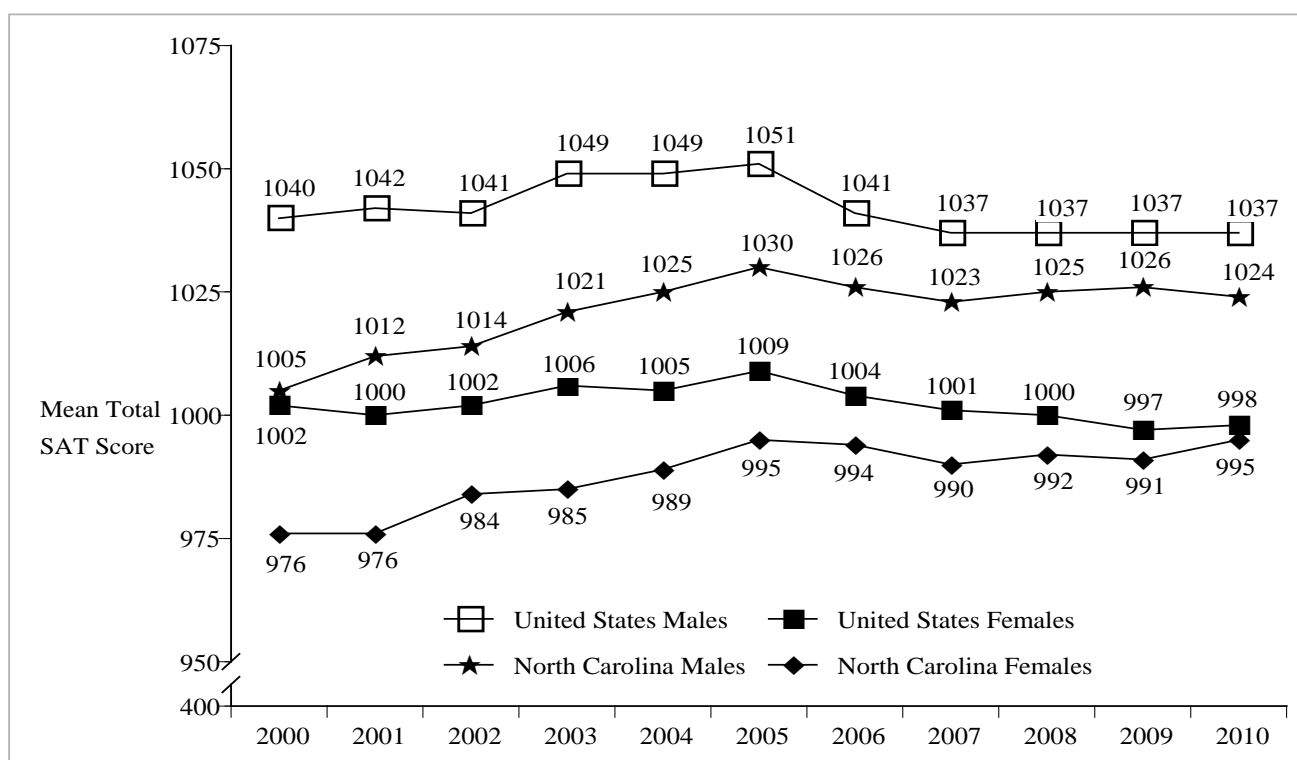 1075
1050
1025
Mean Total
1000
SAT Score
975
950
400
1040 1042 1041 1049 1049 1051 1041 1037 1037 1037 1037
1005 1012 1014 1021 1025 1030 1026 1023 1025 1026 1024
1002 1000 1002 1006 1005 1009 1004 1001 1000 997 998
976 976 984 985 989 995 994 990 992 991 995
United States Males United States Females
North Carolina Males North Carolina Females
2000 2001 2002 2003 2004 2005 2006 2007 2008 2009 2010